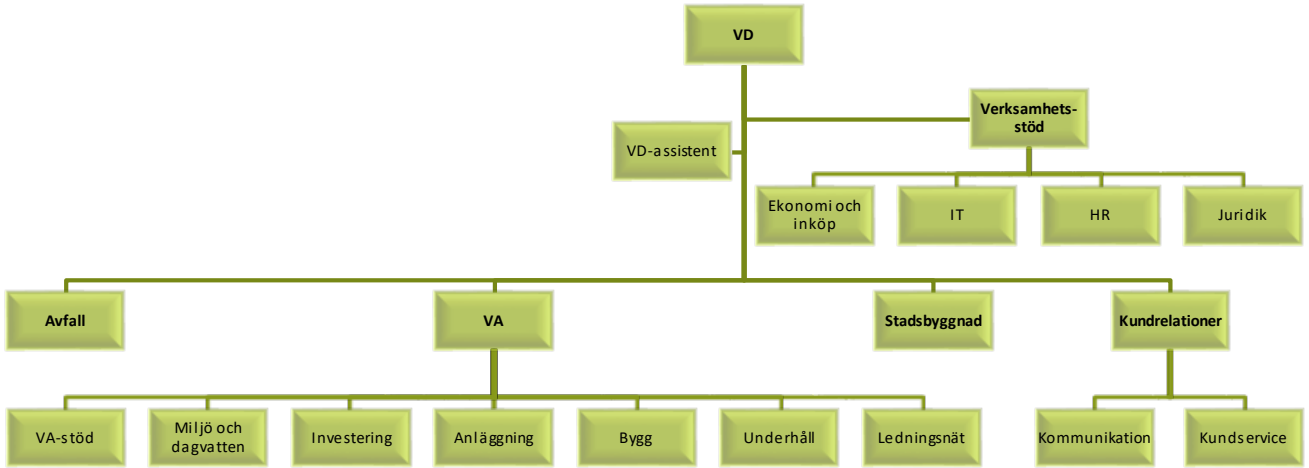 VD
Verksamhets-
stöd
VD-assistent
Ekonomi och
inköp
IT
HR
Juridik
Avfall
VA
Stadsbyggnad
Kundrelationer
VA-stöd
Miljö och
dagvatten
Investering
Anläggning
Bygg
Underhåll
Ledningsnät
Kommunikation
Kundservice